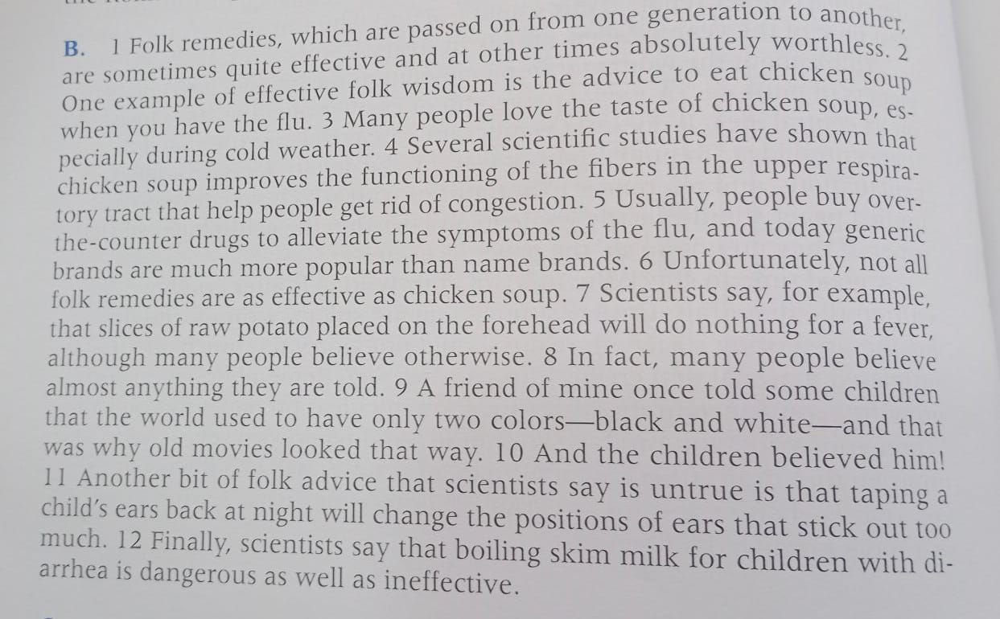 B. 1 Folk remedies, which are passed on from one generation to another,
are sometimes quite effective and at other times absolutely worthless. 2
One example of effective folk wisdom is the advice to eat chicken soup
when you have the flu. 3 Many people love the taste of chicken soup, es-
pecially during cold weather. 4 Several scientific studies have shown that
chicken soup improves the functioning of the fibers in the upper respira-
tory tract that help people get rid of congestion. 5 Usually, people buy over-
the-counter drugs to alleviate the symptoms of the flu, and today generic
brands are much more popular than name brands. 6 Unfortunately, not all
folk remedies are as effective as chicken soup. 7 Scientists say, for example,
that slices of raw potato placed on the forehead will do nothing for a fever,
although many people believe otherwise. 8 In fact, many people believe
almost anything they are told. 9 A friend of mine once told some children
that the world used to have only two colors—black and white—and that
was why old movies looked that way. 10 And the children believed him!
11 Another bit of folk advice that scientists say is untrue is that taping a
child's ears back at night will change the positions of ears that stick out too
much. 12 Finally, scientists say that boiling skim milk for children with di-
arrhea is dangerous as well as ineffective.